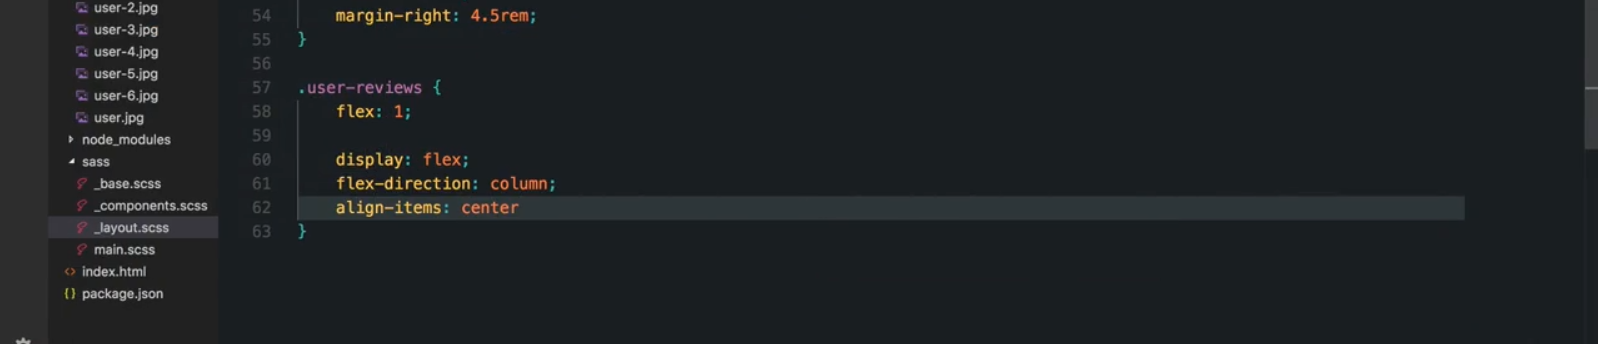 user-2.jpg
user-3.jpg
user-4.jpg
user-5.jpg
user-6.jpg
user.jpg
node_modules
sass
_base.scss
_components.scss
_layout.scss
main.scss
index.html
package.json
54 margin-right: 4.5rem;
55 }
56
57 .user-reviews {
58 flex: 1;
59
60 display: flex;
61 flex-direction: column;
62 align-items: center
63 }